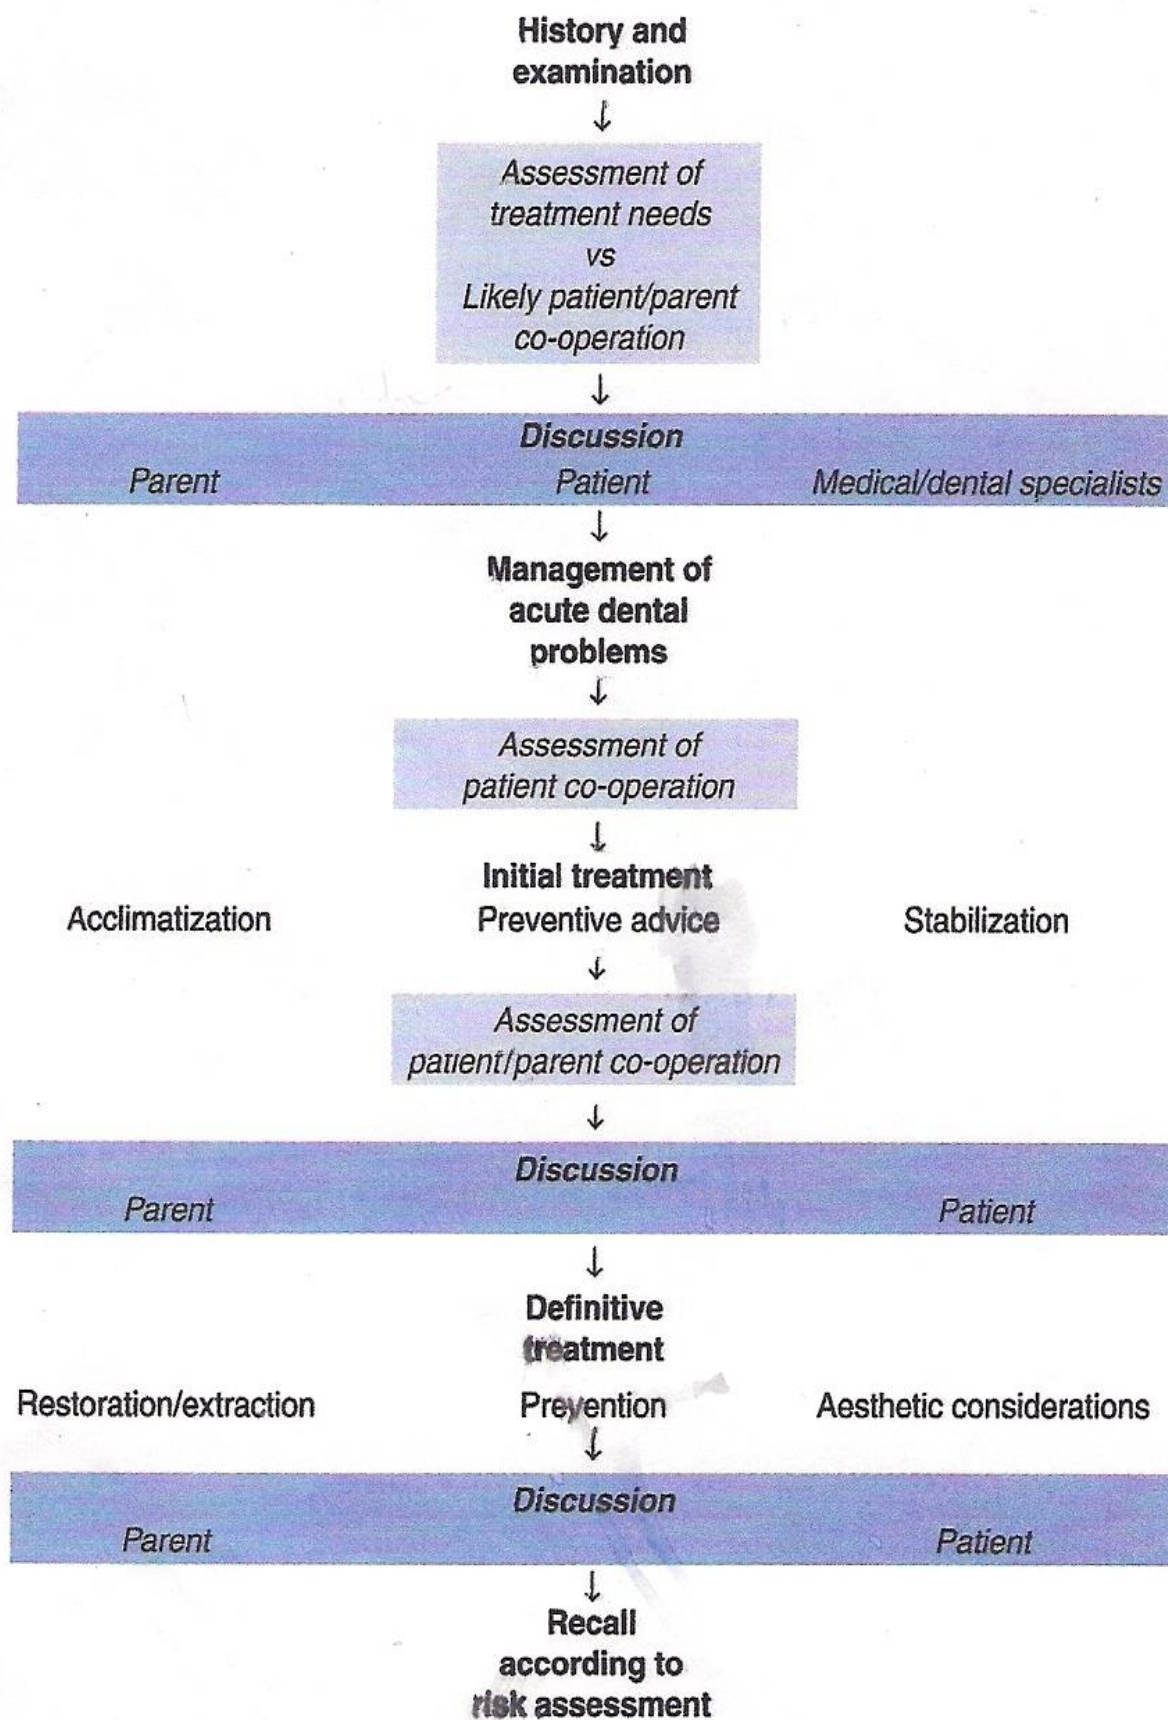 History and
examination
↓
Assessment of
treatment needs
vs
Likely patient/parent
co-operation
↓
Discussion
Parent Patient Medical/dental specialists
↓
Management of
acute dental
problems
↓
Assessment of
patient co-operation
↓
Initial treatment
Acclimatization Preventive advice Stabilization
↓
Assessment of
patient/parent co-operation
↓
Discussion
Parent Patient
↓
Definitive
treatment
Restoration/extraction Prevention Aesthetic considerations
↓
Discussion
Parent Patient
↓
Recall
according to
risk assessment